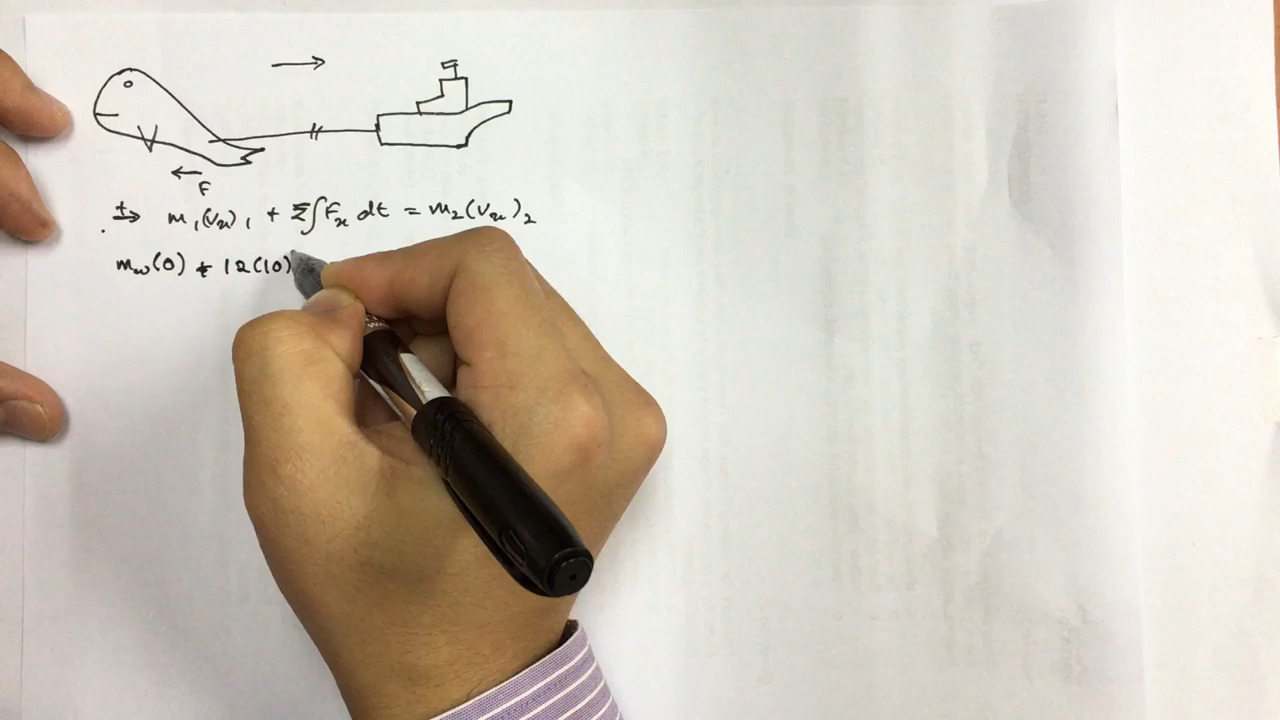 F
+→ m₁(vₓ)₁ + Σ∫Fₓ dt = m₂(vₓ)₂
m_w(0) + 12(10)